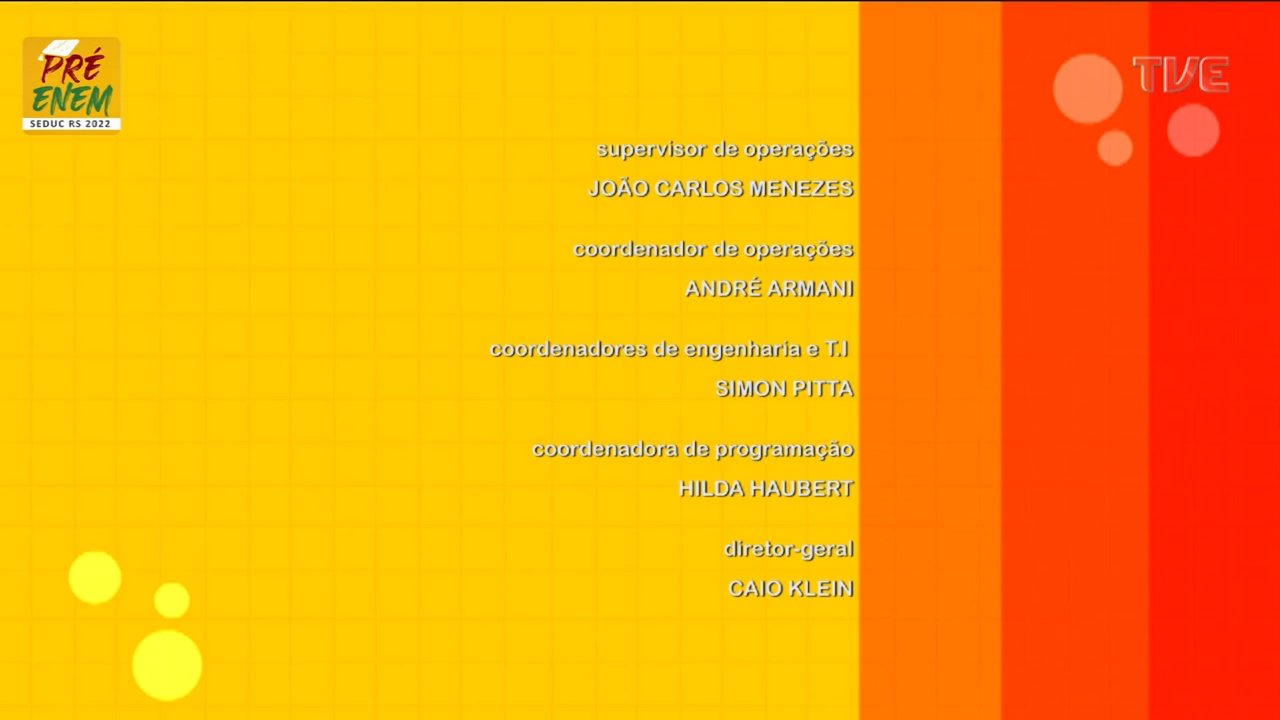 PRÉ
ENEM
SEDUC RS 2022
TVE
supervisor de operações
JOÃO CARLOS MENEZES
coordenador de operações
ANDRÉ ARMANI
coordenadores de engenharia e T.I
SIMON PITTA
coordenadora de programação
HILDA HAUBERT
diretor-geral
CAIO KLEIN